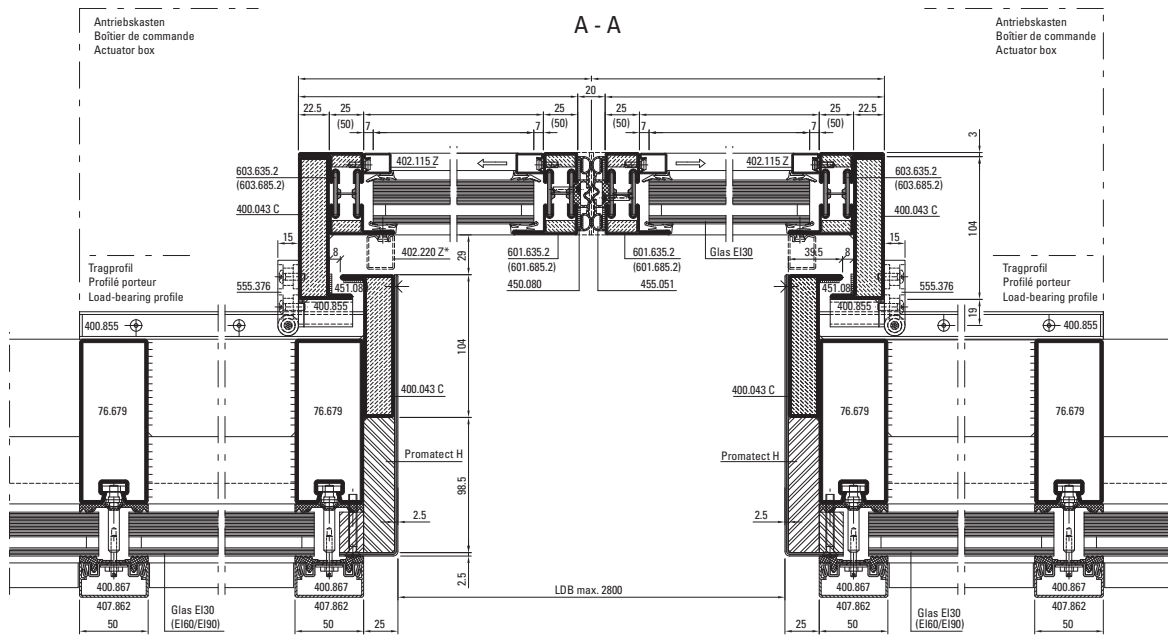 A - A
Antriebskasten
Boîtier de commande
Actuator box
Antriebskasten
Boîtier de commande
Actuator box
20
22.5
25
(50)
25
(50)
25
(50)
25
(50)
22.5
7
7
7
7
3
603.635.2
(603.685.2)
400.043 C
402.115 Z
402.115 Z
603.635.2
(603.685.2)
400.043 C
104
15
8
402.220 Z*
29
601.635.2
(601.685.2)
450.080
601.635.2
(601.685.2)
455.051
Glas EI30
39.5
8
15
Tragprofil
Profilé porteur
Load-bearing profile
555.376
451.08
400.855
451.08
400.855
555.376
Tragprofil
Profilé porteur
Load-bearing profile
19
400.855
400.855
104
76.679
76.679
400.043 C
400.043 C
76.679
76.679
Promatect H
Promatect H
98.5
2.5
2.5
2.5
400.867
407.862
400.867
407.862
LDB max. 2800
400.867
407.862
400.867
407.862
Glas EI30
(EI60/EI90)
Glas EI30
(EI60/EI90)
50
50
25
25
50
50